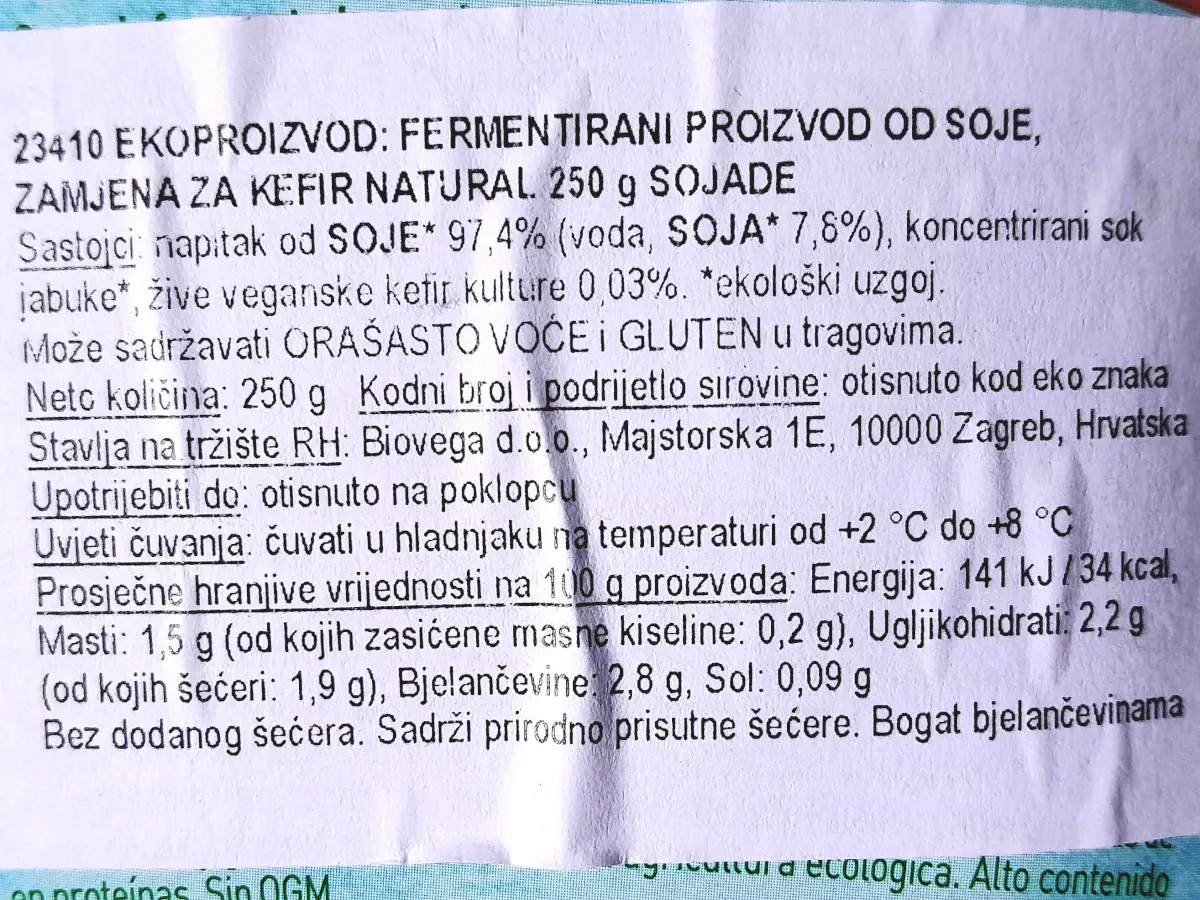 23410 EKOPROIZVOD: FERMENTIRANI PROIZVOD OD SOJE,
ZAMJENA ZA KEFIR NATURAL 250 g SOJADE
Sastojci: napitak od SOJE* 97,4% (voda, SOJA* 7,8%), koncentrirani sok
jabuke*, žive veganske kefir kulture 0,03%. *ekološki uzgoj.
Može sadržavati ORAŠASTO VOĆE i GLUTEN u tragovima.
Neto količina: 250 g Kodni broj i podrijetlo sirovine: otisnuto kod eko znaka
Stavlja na tržište RH: Biovega d.o.o., Majstorska 1E, 10000 Zagreb, Hrvatska
Upotrijebiti do: otisnuto na poklopcu
Uvjeti čuvanja: čuvati u hladnjaku na temperaturi od +2 °C do +8 °C
Prosječne hranjive vrijednosti na 100 g proizvoda: Energija: 141 kJ / 34 kcal,
Masti: 1,5 g (od kojih zasićene masne kiseline: 0,2 g), Ugljikohidrati: 2,2 g
(od kojih šećeri: 1,9 g), Bjelančevine: 2,8 g, Sol: 0,09 g
Bez dodanog šećera. Sadrži prirodno prisutne šećere. Bogat bjelančevinama
ecológica. Alto contenido
en proteínas. Sin OGM